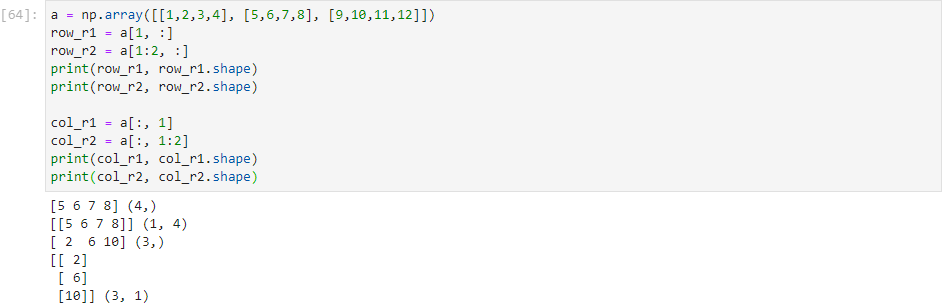 [64]: a = np.array([[1,2,3,4], [5,6,7,8], [9,10,11,12]])
row_r1 = a[1, :]
row_r2 = a[1:2, :]
print(row_r1, row_r1.shape)
print(row_r2, row_r2.shape)

col_r1 = a[:, 1]
col_r2 = a[:, 1:2]
print(col_r1, col_r1.shape)
print(col_r2, col_r2.shape)

[5 6 7 8] (4,)
[[5 6 7 8]] (1, 4)
[ 2  6 10] (3,)
[[ 2]
 [ 6]
 [10]] (3, 1)